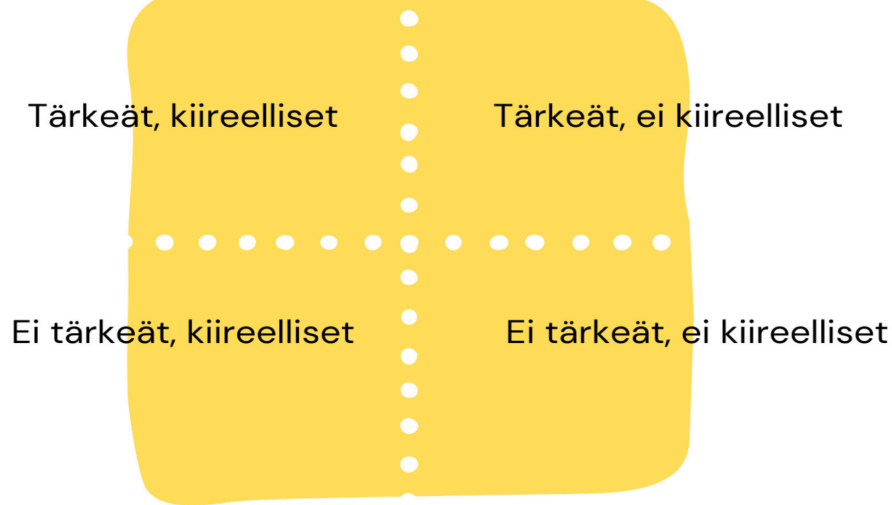 Tärkeät, kiireelliset
Tärkeät, ei kiireelliset
Ei tärkeät, kiireelliset
Ei tärkeät, ei kiireelliset